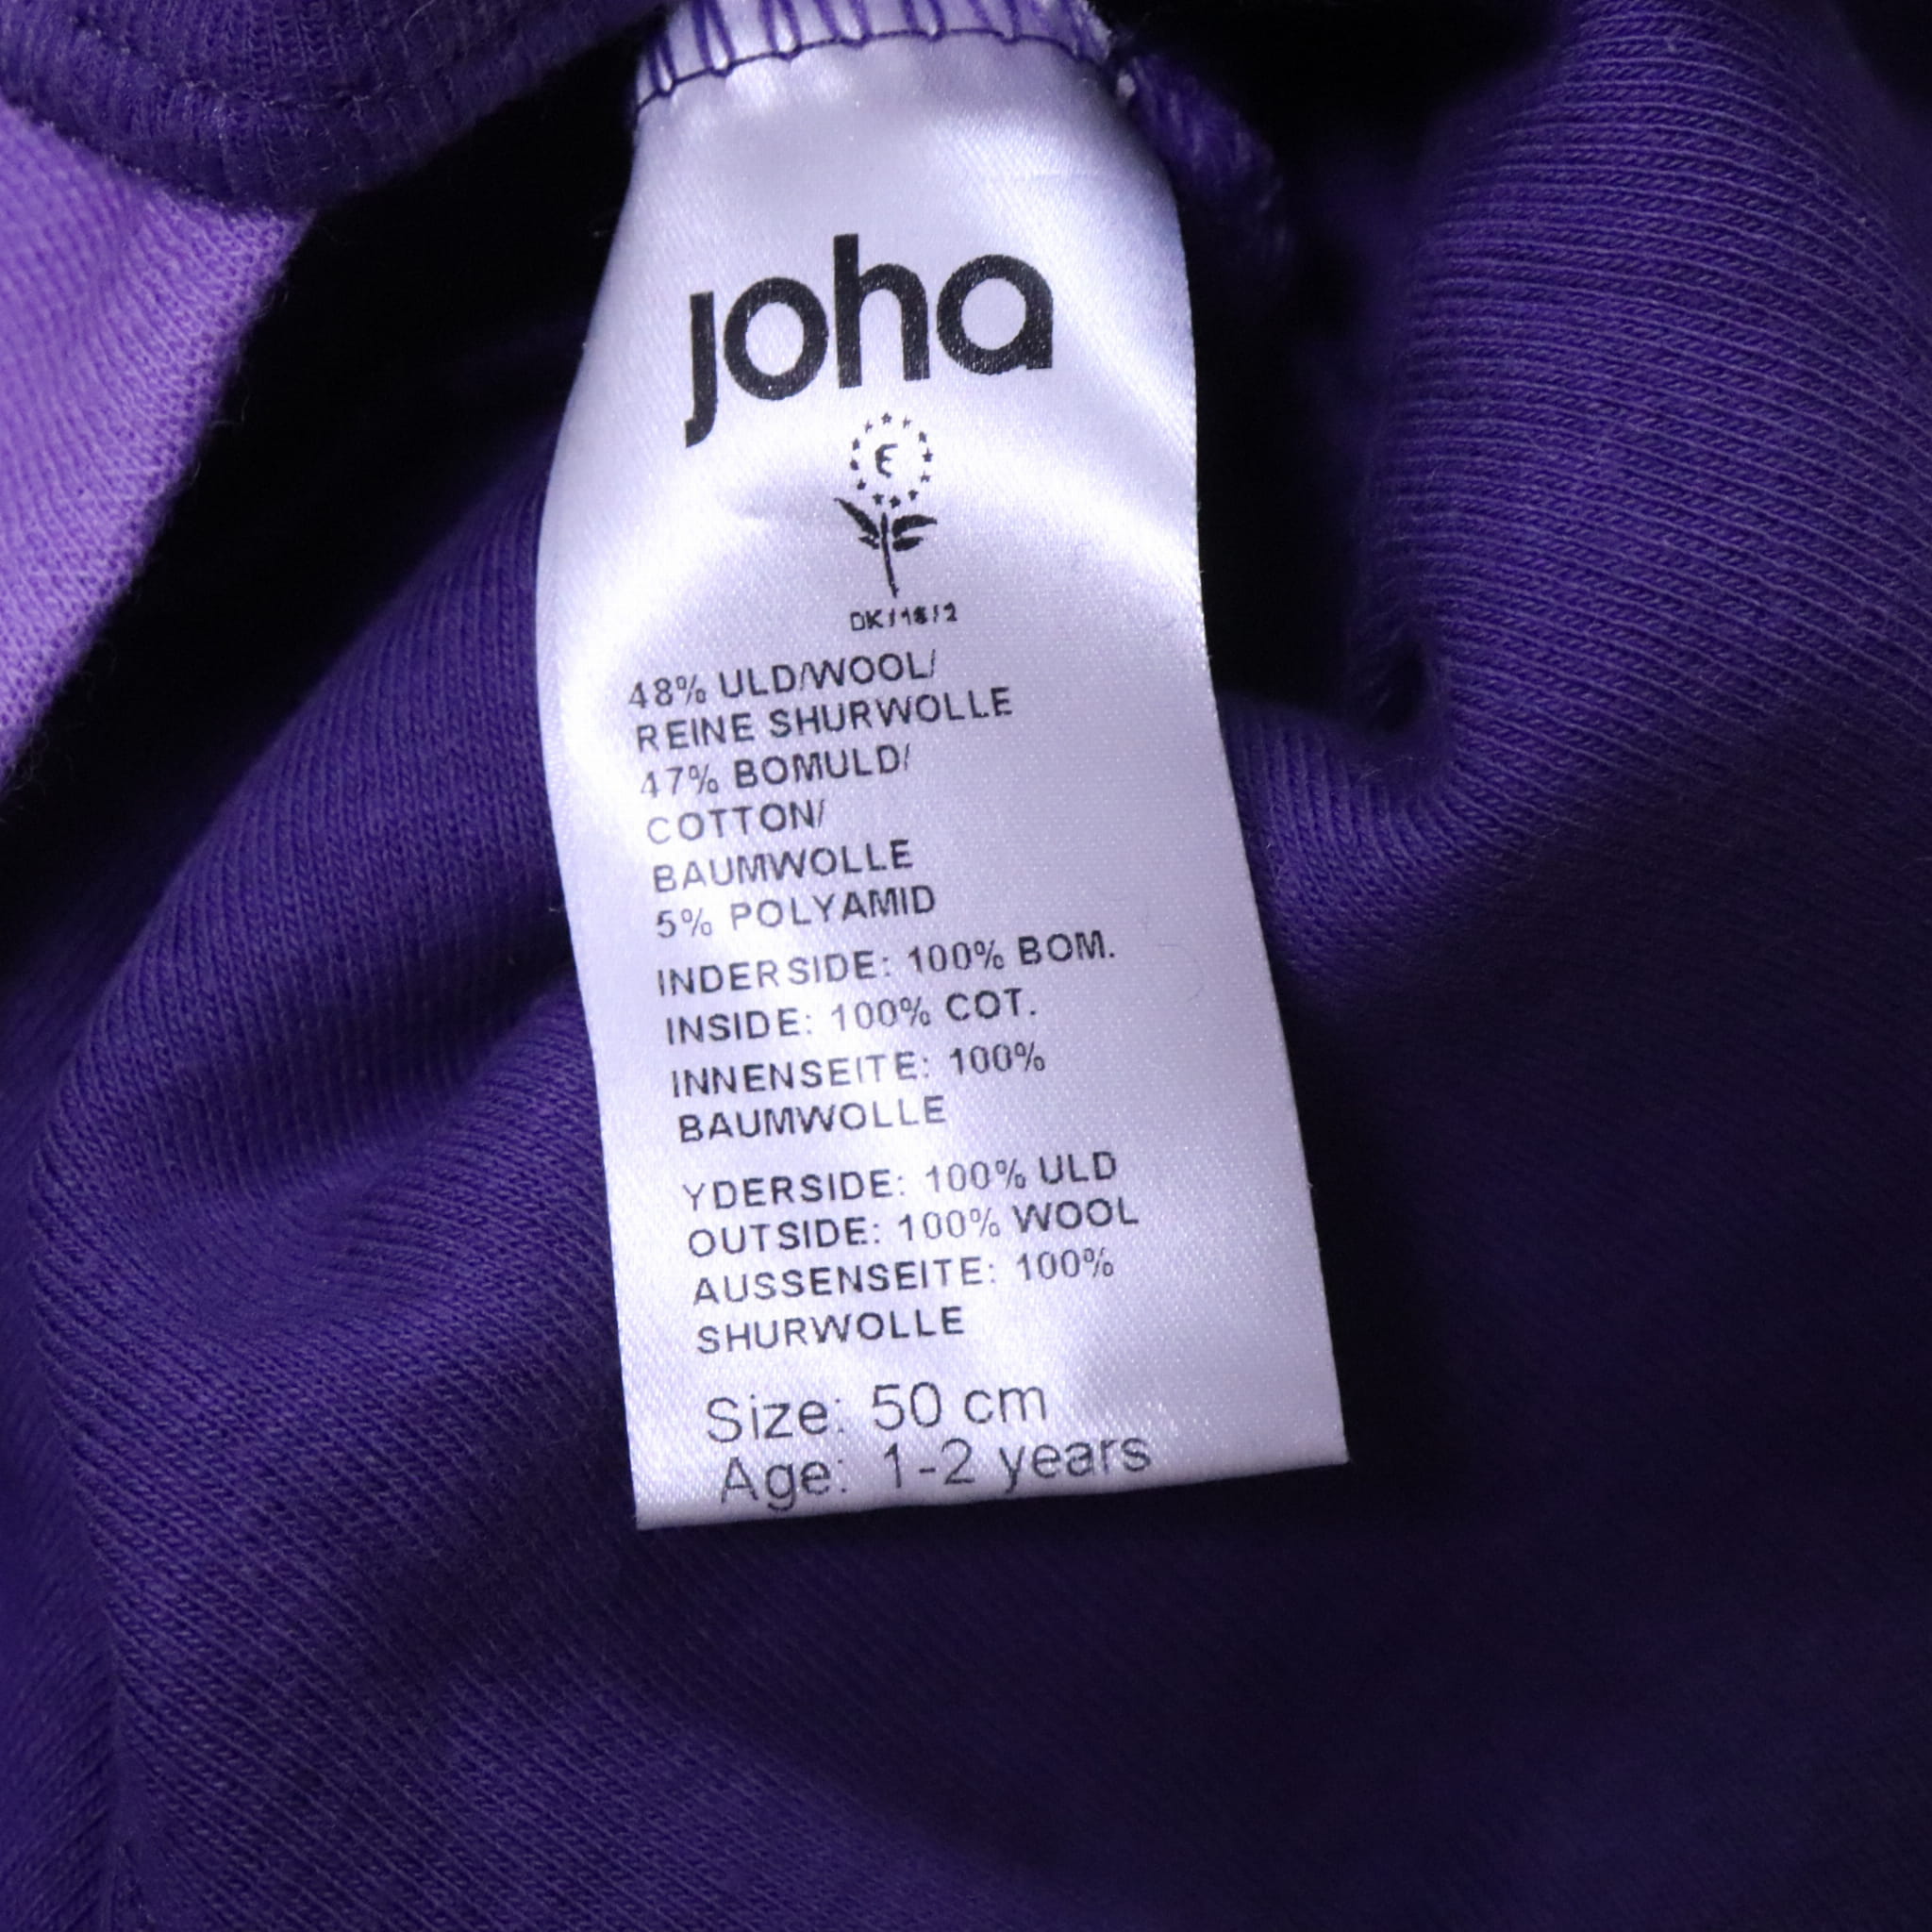 joha
E
DK/16/2
48% ULD/WOOL/
REINE SHURWOLLE
47% BOMULD/
COTTON/
BAUMWOLLE
5% POLYAMID
INDERSIDE: 100% BOM.
INSIDE: 100% COT.
INNENSEITE: 100%
BAUMWOLLE
YDERSIDE: 100% ULD
OUTSIDE: 100% WOOL
AUSSENSEITE: 100%
SHURWOLLE
Size: 50 cm
Age: 1-2 years